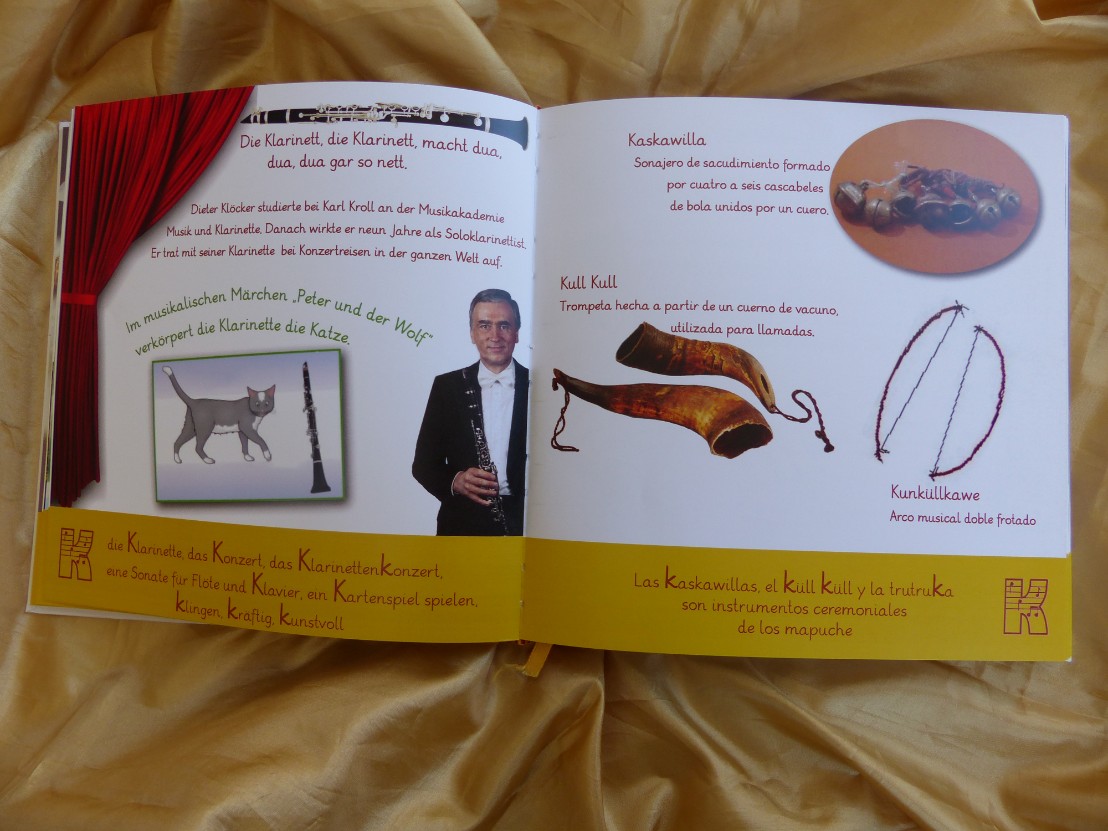 Die Klarinett, die Klarinett, macht dua,
dua, dua gar so nett.
Dieter Klöcker studierte bei Karl Kroll an der Musikakademie
Musik und Klarinette. Danach wirkte er neun Jahre als Soloklarinettist.
Er trat mit seiner Klarinette bei Konzertreisen in der ganzen Welt auf.
Im musikalischen Märchen „Peter und der Wolf“
verkörpert die Klarinette die Katze.
die Klarinette, das Konzert, das Klarinettenkonzert,
eine Sonate für Flöte und Klavier, ein Kartenspiel spielen,
klingen, kräftig, kunstvoll
Kaskawilla
Sonajero de sacudimiento formado
por cuatro a seis cascabeles
de bola unidos por un cuero.
Kull Kull
Trompeta hecha a partir de un cuerno de vacuno,
utilizada para llamadas.
Kunküllkawe
Arco musical doble frotado
Las kaskawillas, el küll küll y la trutruka
son instrumentos ceremoniales
de los mapuche